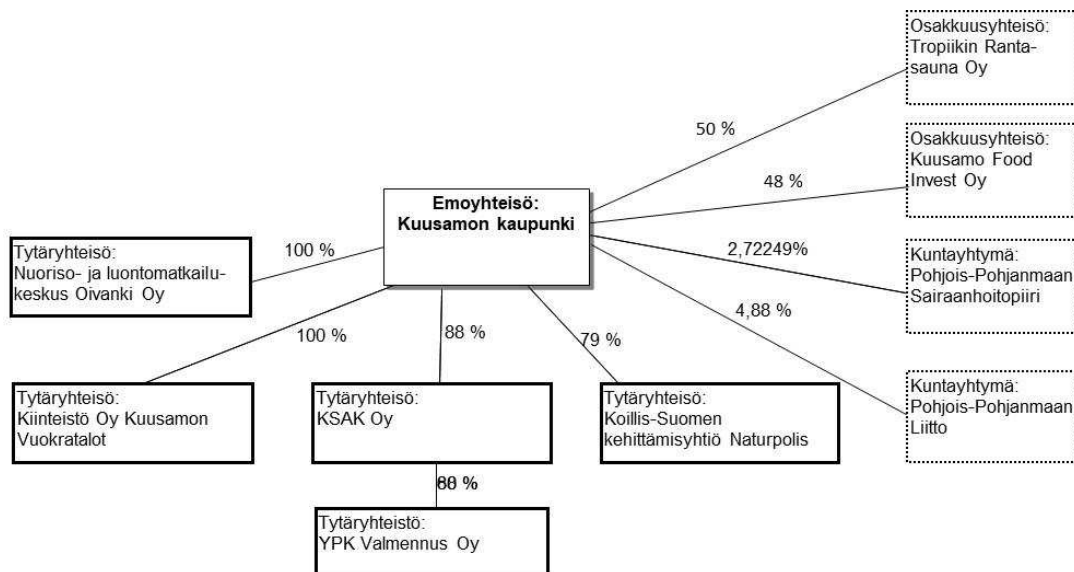 Osakkuusyhteisö:
Tropiikin Ranta-
sauna Oy
50 %
Osakkuusyhteisö:
Kuusamo Food
Invest Oy
48 %
Emoyhteisö:
Kuusamon kaupunki
Tytäryhteisö:
Nuoriso- ja luontomatkailu-
keskus Oivanki Oy
100 %
2,72249%
Kuntayhtymä:
Pohjois-Pohjanmaan
Sairaanhoitopiiri
4,88 %
100 %
88 %
79 %
Kuntayhtymä:
Pohjois-Pohjanmaan
Liitto
Tytäryhteisö:
Kiinteistö Oy Kuusamon
Vuokratalot
Tytäryhteisö:
KSAK Oy
Tytäryhteisö:
Koillis-Suomen
kehittämisyhtiö Naturpolis
%
Tytäryhteistö:
YPK Valmennus Oy